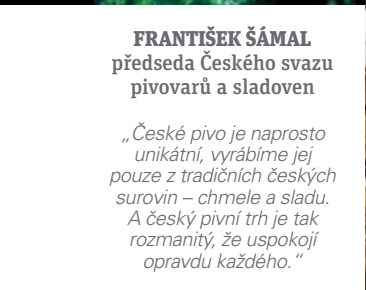 FRANTIŠEK ŠÁMAL
předseda Českého svazu
pivovarů a sladoven
„České pivo je naprosto
unikátní, vyrábíme jej
pouze z tradičních českých
surovin – chmele a sladu.
A český pivní trh je tak
rozmanitý, že uspokojí
opravdu každého.“